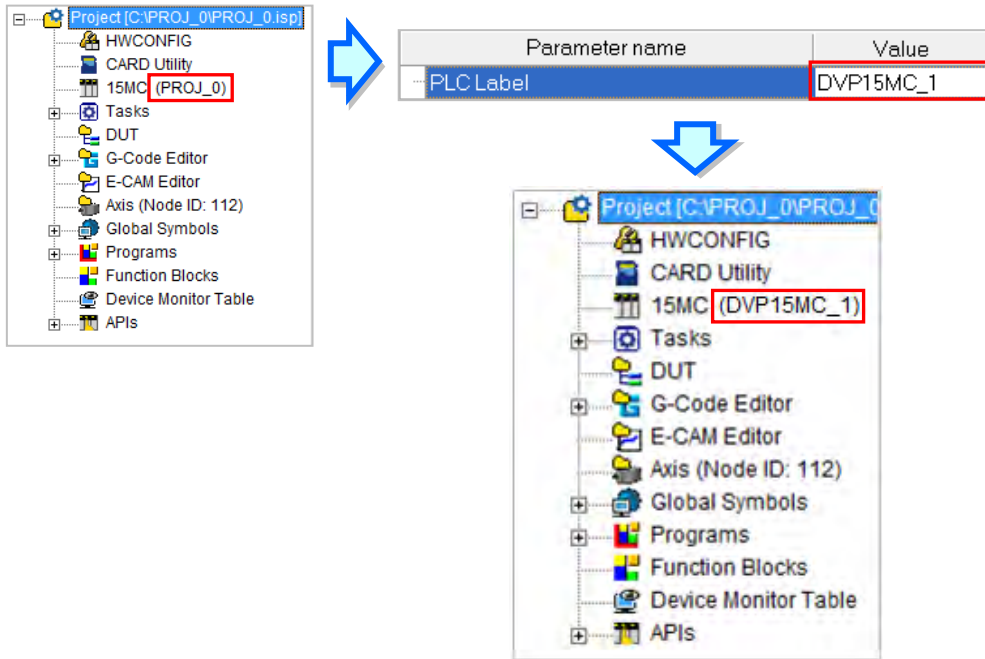 Project [C:\PROJ_0\PROJ_0.isp]
HWCONFIG
CARD Utility
15MC (PROJ_0)
Tasks
DUT
G-Code Editor
E-CAM Editor
Axis (Node ID: 112)
Global Symbols
Programs
Function Blocks
Device Monitor Table
APIs
Parameter name Value
PLC Label DVP15MC_1
Project [C:\PROJ_0\PROJ_0
HWCONFIG
CARD Utility
15MC (DVP15MC_1)
Tasks
DUT
G-Code Editor
E-CAM Editor
Axis (Node ID: 112)
Global Symbols
Programs
Function Blocks
Device Monitor Table
APIs